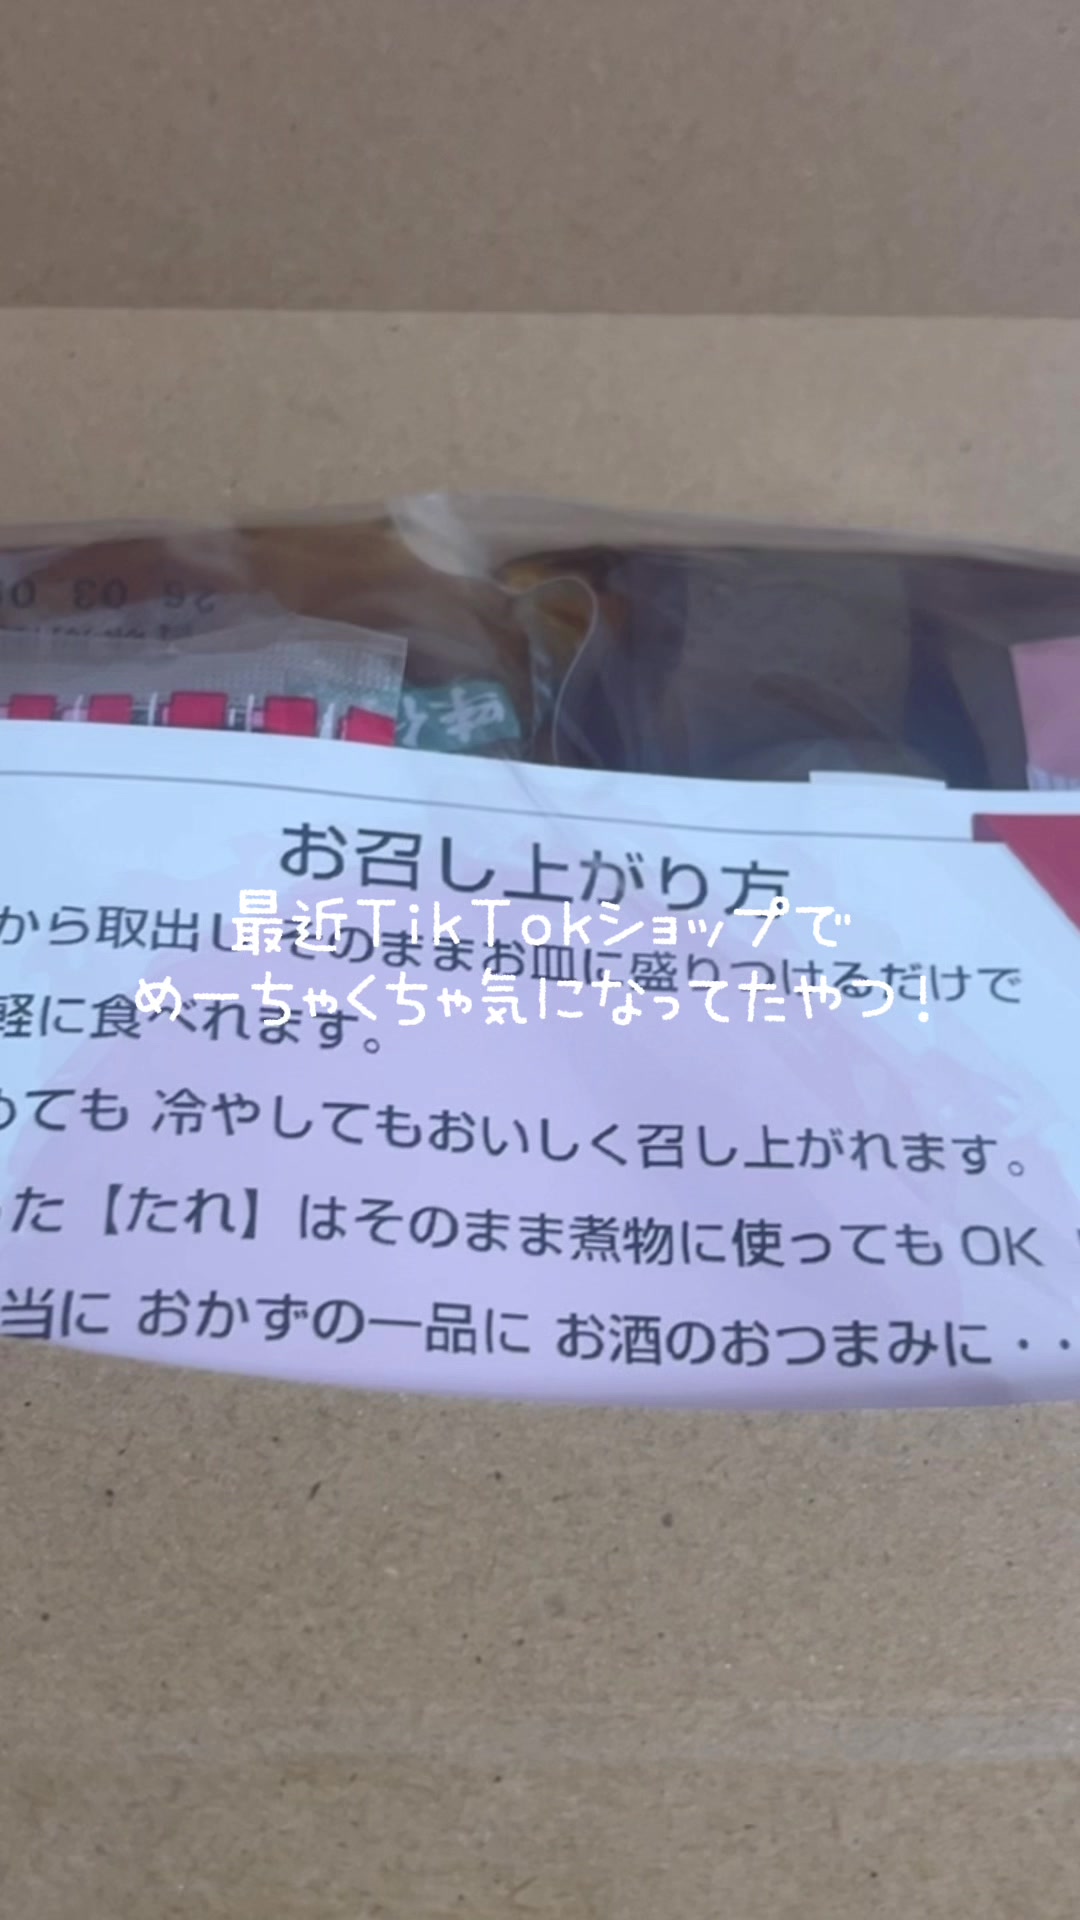 お召し上がり方
から取出し そのままお皿に盛りつけるだけで
軽に食べれます。
めても 冷やしてもおいしく召し上がれます。
った【たれ】はそのまま煮物に使ってもOK
当に おかずの一品に お酒のおつまみに・・
最近TikTokショップで
めーちゃくちゃ気になってたやつ!